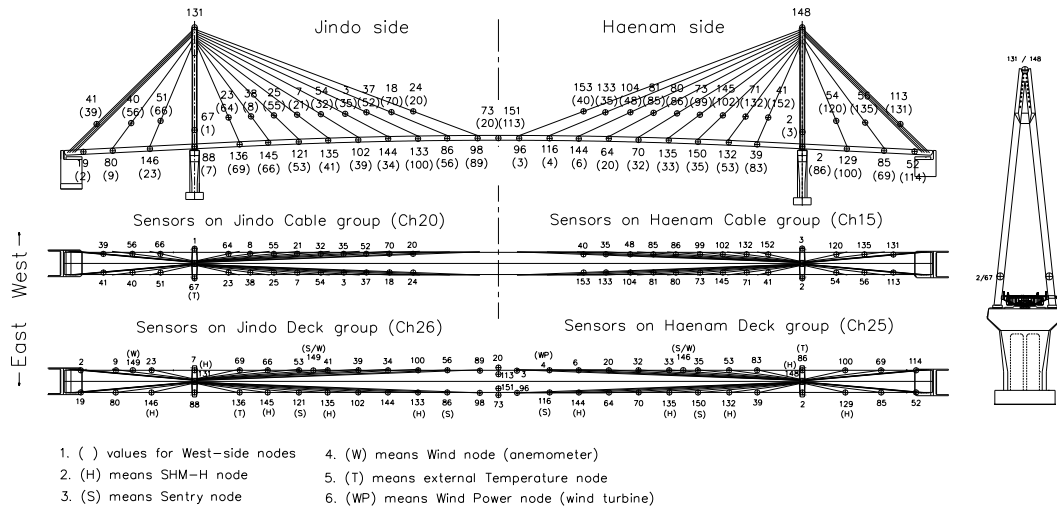 131
148
Jindo side
Haenam side
131 / 148
41 (39)
40 (56)
51 (66)
67 (1)
23 (64)
38 (8)
25 (55)
7 (21)
54 (32)
3 (35)
37 (52)
18 (70)
24 (20)
73 (20)
151 (113)
153 (40)
133 (35)
104 (48)
81 (85)
80 (86)
73 (99)
145 (102)
71 (132)
41 (152)
2 (3)
54 (120)
56 (135)
113 (131)
19 (2)
80 (9)
146 (23)
88 (7)
136 (69)
145 (66)
121 (53)
135 (41)
102 (39)
144 (34)
133 (100)
86 (56)
98 (89)
96 (3)
116 (4)
144 (6)
64 (20)
70 (32)
135 (33)
150 (35)
132 (53)
39 (83)
2 (86)
129 (100)
85 (69)
52 (114)
Sensors on Jindo Cable group (Ch20)
Sensors on Haenam Cable group (Ch15)
39 56 66 1 64 8 55 21 32 35 52 70 20
40 35 48 85 86 99 102 132 152 3 120 135 131
41 40 51 67 (T) 23 38 25 7 54 3 37 18 24
153 133 104 81 80 73 145 71 41 2 54 56 113
2/67
West
East
Sensors on Jindo Deck group (Ch26)
Sensors on Haenam Deck group (Ch25)
2 9 (W) 149 23 7 (H) 131 69 66 53 (S/W) 149 41 39 34 100 56 89 20
113 3
(WP) 4 6 20 32 33 (S/W) 146 35 53 83 (T) 86 (H) 148 100 69 114
151 96
19 80 146 (H) 88 136 (T) 145 (H) 121 (S) 135 (H) 102 144 133 (H) 86 (S) 98 73
116 (S) 144 (H) 64 70 135 (H) 150 (S) 132 (H) 39 2 129 (H) 85 52
1. ( ) values for West-side nodes
2. (H) means SHM-H node
3. (S) means Sentry node
4. (W) means Wind node (anemometer)
5. (T) means external Temperature node
6. (WP) means Wind Power node (wind turbine)